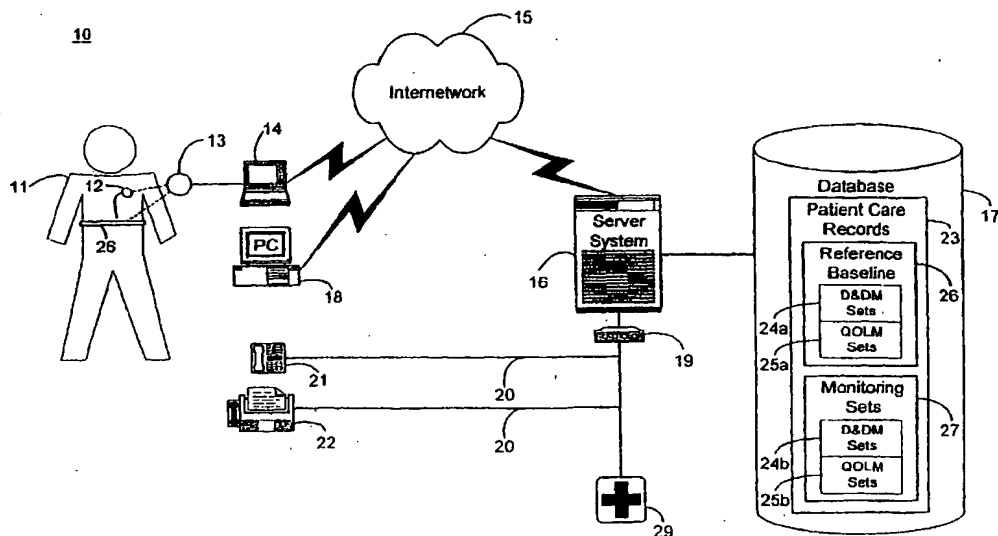 10
15
Internetwork
11
12
13
14
26
PC
18
Server
System
16
19
21
20
22
20
29
Database
17
Patient Care
Records
23
Reference
Baseline
26
D&DM
Sets
24a
QOLM
Sets
25a
Monitoring
Sets
27
D&DM
Sets
24b
QOLM
Sets
25b